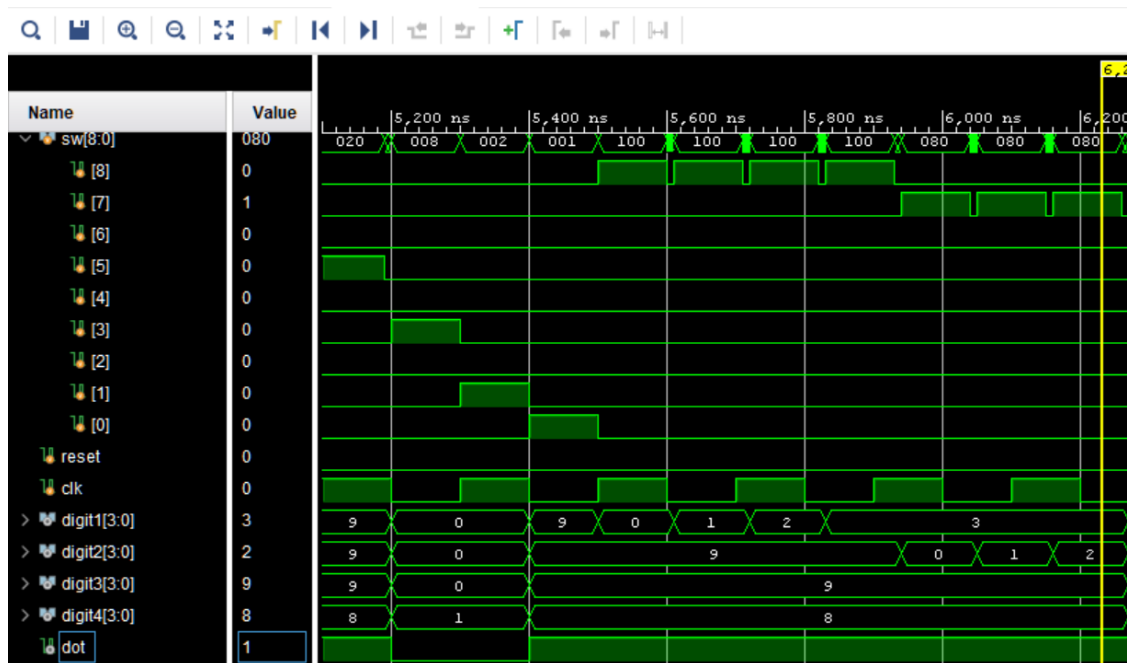 6,2
Name Value
5,200 ns 5,400 ns 5,600 ns 5,800 ns 6,000 ns 6,200
sw[8:0] 080 020 008 002 001 100 100 100 100 080 080 080
[8] 0
[7] 1
[6] 0
[5] 0
[4] 0
[3] 0
[2] 0
[1] 0
[0] 0
reset 0
clk 0
digit1[3:0] 3 9 0 9 0 1 2 3
digit2[3:0] 2 9 0 9 0 1 2
digit3[3:0] 9 9 0 9
digit4[3:0] 8 8 1 8
dot 1